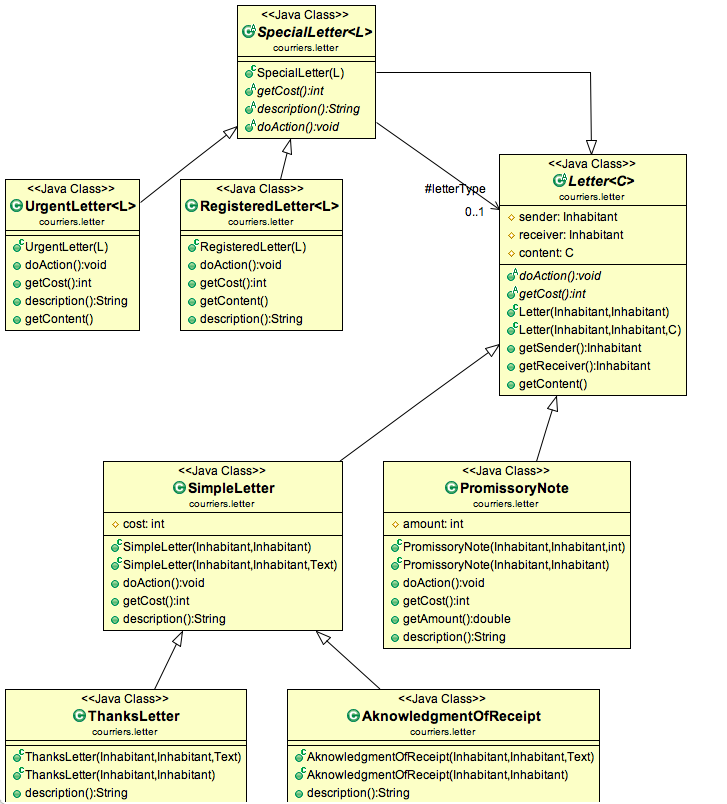 <<Java Class>>
SpecialLetter<L>
courriers.letter
SpecialLetter(L)
getCost():int
description():String
doAction():void
#letterType
0..1
<<Java Class>>
UrgentLetter<L>
courriers.letter
UrgentLetter(L)
doAction():void
getCost():int
description():String
getContent()
<<Java Class>>
RegisteredLetter<L>
courriers.letter
RegisteredLetter(L)
doAction():void
getCost():int
getContent()
description():String
<<Java Class>>
Letter<C>
courriers.letter
sender: Inhabitant
receiver: Inhabitant
content: C
doAction():void
getCost():int
Letter(Inhabitant,Inhabitant)
Letter(Inhabitant,Inhabitant,C)
getSender():Inhabitant
getReceiver():Inhabitant
getContent()
<<Java Class>>
SimpleLetter
courriers.letter
cost: int
SimpleLetter(Inhabitant,Inhabitant)
SimpleLetter(Inhabitant,Inhabitant,Text)
doAction():void
getCost():int
description():String
<<Java Class>>
PromissoryNote
courriers.letter
amount: int
PromissoryNote(Inhabitant,Inhabitant,int)
PromissoryNote(Inhabitant,Inhabitant)
doAction():void
getCost():int
getAmount():double
description():String
<<Java Class>>
ThanksLetter
courriers.letter
ThanksLetter(Inhabitant,Inhabitant,Text)
ThanksLetter(Inhabitant,Inhabitant)
description():String
<<Java Class>>
AknowledgmentOfReceipt
courriers.letter
AknowledgmentOfReceipt(Inhabitant,Inhabitant,Text)
AknowledgmentOfReceipt(Inhabitant,Inhabitant)
description():String